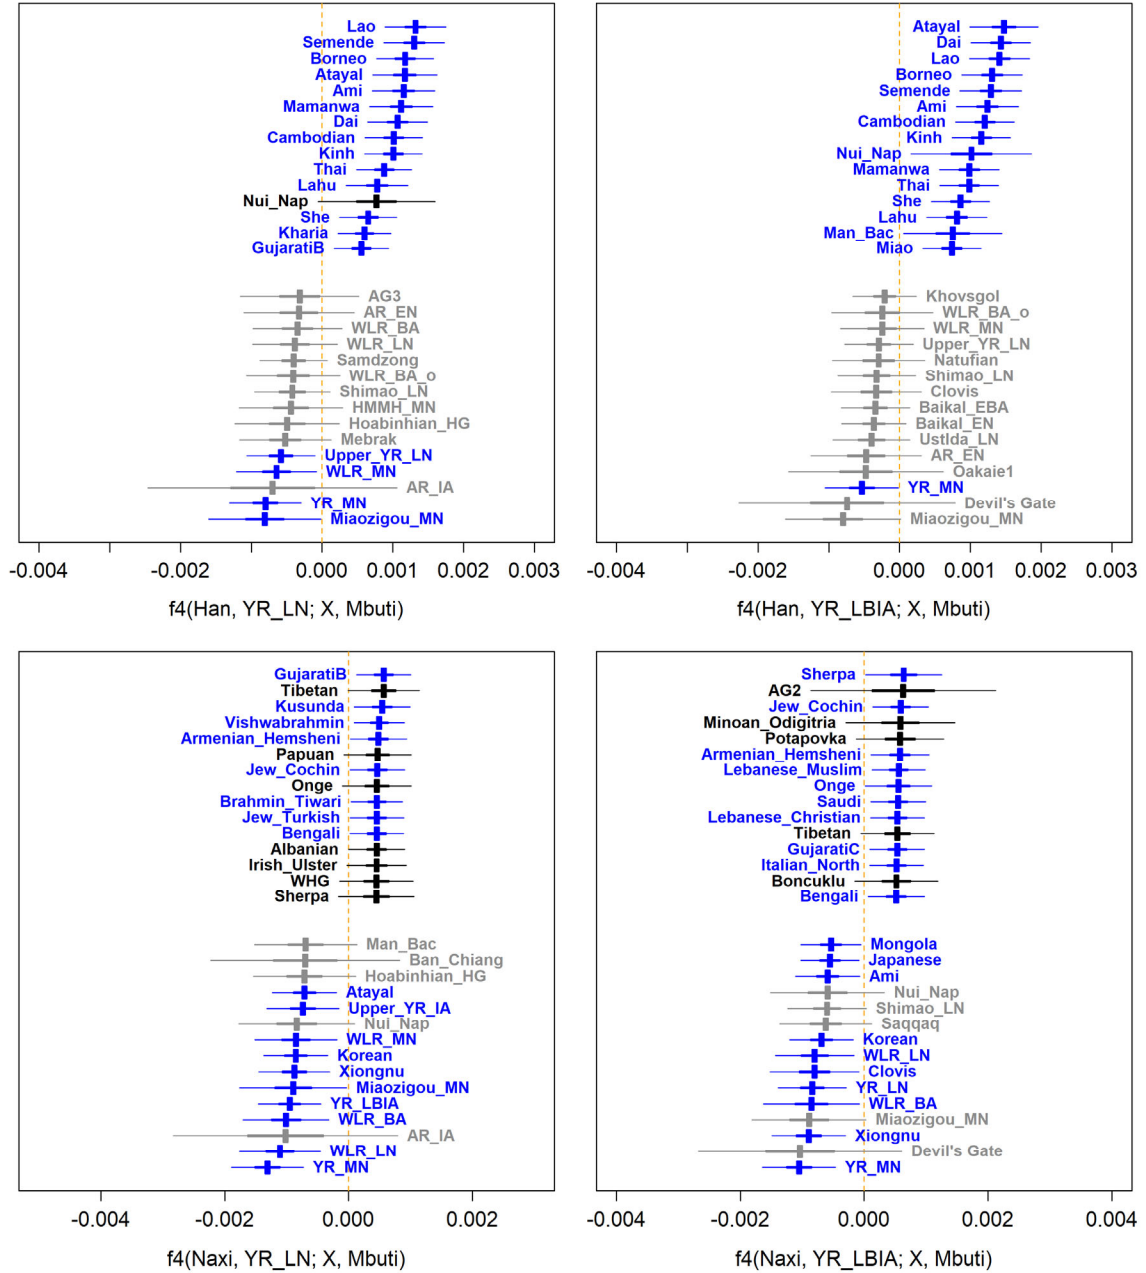 Lao
Semende
Borneo
Atayal
Ami
Mamanwa
Dai
Cambodian
Kinh
Thai
Lahu
Nui_Nap
She
Kharia
GujaratiB
AG3
AR_EN
WLR_BA
WLR_LN
Samdzong
WLR_BA_o
Shimao_LN
HMMH_MN
Hoabinhian_HG
Mebrak
Upper_YR_LN
WLR_MN
AR_IA
YR_MN
Miaozigou_MN
-0.004 -0.002 0.000 0.001 0.002 0.003
f4(Han, YR_LN; X, Mbuti)
Atayal
Dai
Lao
Borneo
Semende
Ami
Cambodian
Kinh
Nui_Nap
Mamanwa
Thai
She
Lahu
Man_Bac
Miao
Khovsgol
WLR_BA_o
WLR_MN
Upper_YR_LN
Natufian
Shimao_LN
Clovis
Baikal_EBA
Baikal_EN
UstIda_LN
AR_EN
Oakaie1
YR_MN
Devil's Gate
Miaozigou_MN
-0.004 -0.002 0.000 0.001 0.002 0.003
f4(Han, YR_LBIA; X, Mbuti)
GujaratiB
Tibetan
Kusunda
Vishwabrahmin
Armenian_Hemsheni
Papuan
Jew_Cochin
Onge
Brahmin_Tiwari
Jew_Turkish
Bengali
Albanian
Irish_Ulster
WHG
Sherpa
Man_Bac
Ban_Chiang
Hoabinhian_HG
Atayal
Upper_YR_IA
Nui_Nap
WLR_MN
Korean
Xiongnu
Miaozigou_MN
YR_LBIA
WLR_BA
AR_IA
WLR_LN
YR_MN
-0.004 -0.002 0.000 0.002
f4(Naxi, YR_LN; X, Mbuti)
Sherpa
AG2
Jew_Cochin
Minoan_Odigitria
Potapovka
Armenian_Hemsheni
Lebanese_Muslim
Onge
Saudi
Lebanese_Christian
Tibetan
GujaratiC
Italian_North
Boncuklu
Bengali
Mongola
Japanese
Ami
Nui_Nap
Shimao_LN
Saqqaq
Korean
WLR_LN
Clovis
YR_LN
WLR_BA
Miaozigou_MN
Xiongnu
Devil's Gate
YR_MN
-0.004 -0.002 0.000 0.002 0.004
f4(Naxi, YR_LBIA; X, Mbuti)